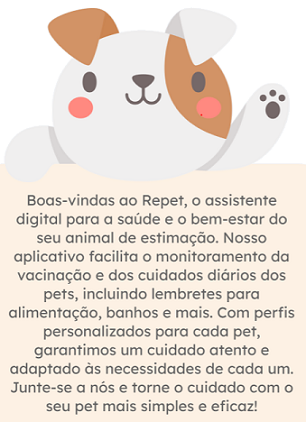 Boas-vindas ao Repet, o assistente
digital para a saúde e o bem-estar do
seu animal de estimação. Nosso
aplicativo facilita o monitoramento da
vacinação e dos cuidados diários dos
pets, incluindo lembretes para
alimentação, banhos e mais. Com perfis
personalizados para cada pet,
garantimos um cuidado atento e
adaptado às necessidades de cada um.
Junte-se a nós e torne o cuidado com o
seu pet mais simples e eficaz!